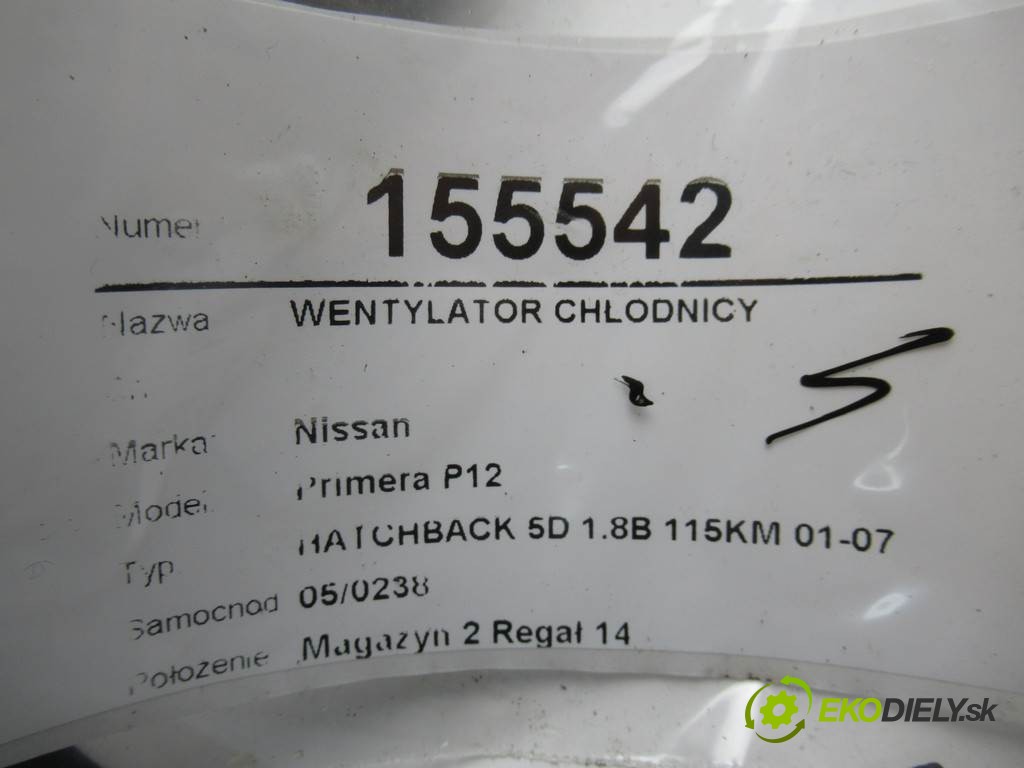 Numer 155542
Nazwa WENTYLATOR CHŁODNICY
Marka: Nissan
Model: Primera P12
Typ HATCHBACK 5D 1.8B 115KM 01-07
Samochód 05/0238
Położenie Magazyn 2 Regał 14
EKODIELY.sk